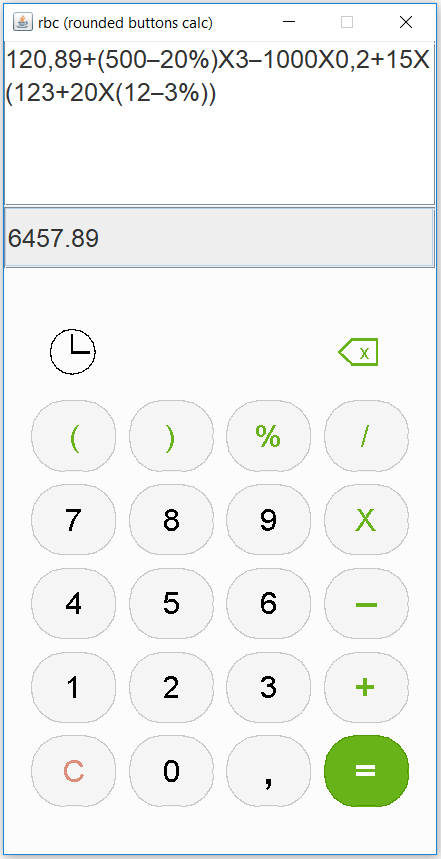 rbc (rounded buttons calc)
120,89+(500–20%)X3–1000X0,2+15X
(123+20X(12–3%))
6457.89
x
( ) % /
7 8 9 X
4 5 6 –
1 2 3 +
C 0 , =